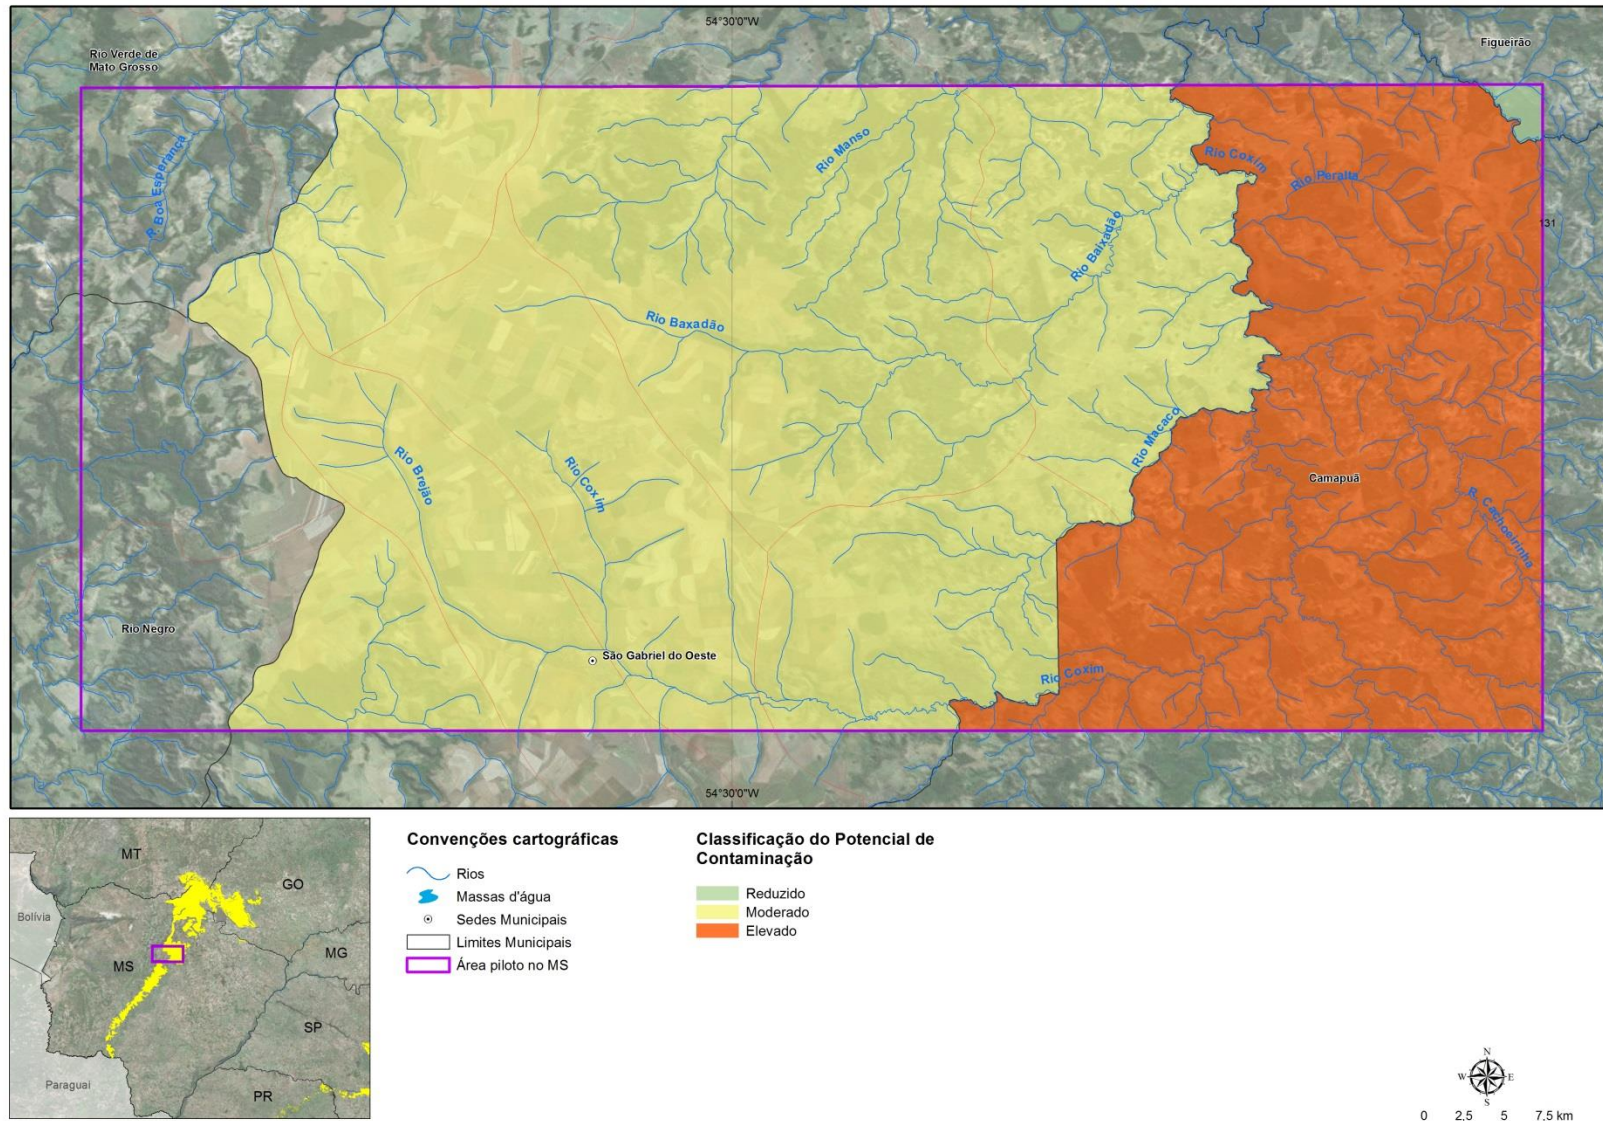 54°30'0"W
Rio Verde de
Mato Grosso
Figueirão
R. Boa Esperança
Rio Manso
Rio Coxim
Rio Peralta
131
Rio Baixadão
Rio Baxadão
Rio Macaco
Rio Brejão
Rio Coxim
Camapuã
R. Cachoeirinha
Rio Negro
São Gabriel do Oeste
Rio Coxim
54°30'0"W
MT
GO
Bolívia
MG
MS
SP
Paraguai
PR
Convenções cartográficas
Rios
Massas d'água
Sedes Municipais
Limites Municipais
Área piloto no MS
Classificação do Potencial de
Contaminação
Reduzido
Moderado
Elevado
N
W
E
S
0 2,5 5 7,5 km